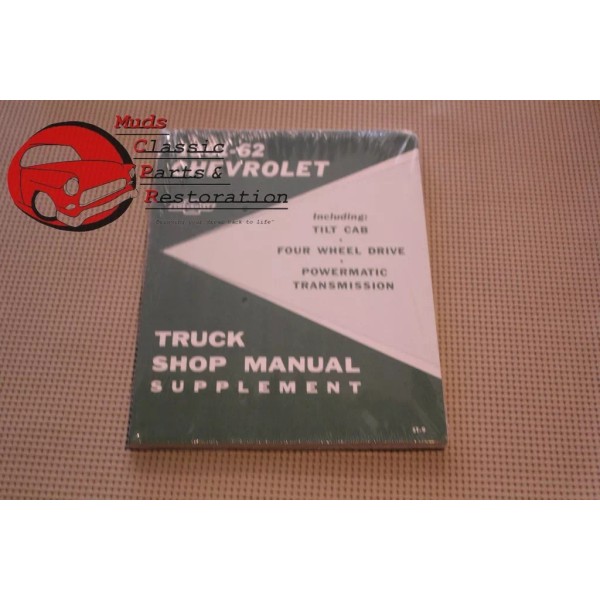 Muds
Classic
Parts &
Restoration
-62
CHEVROLET
Including:
TILT CAB
FOUR WHEEL DRIVE
POWERMATIC
TRANSMISSION
TRUCK
SHOP MANUAL
SUPPLEMENT